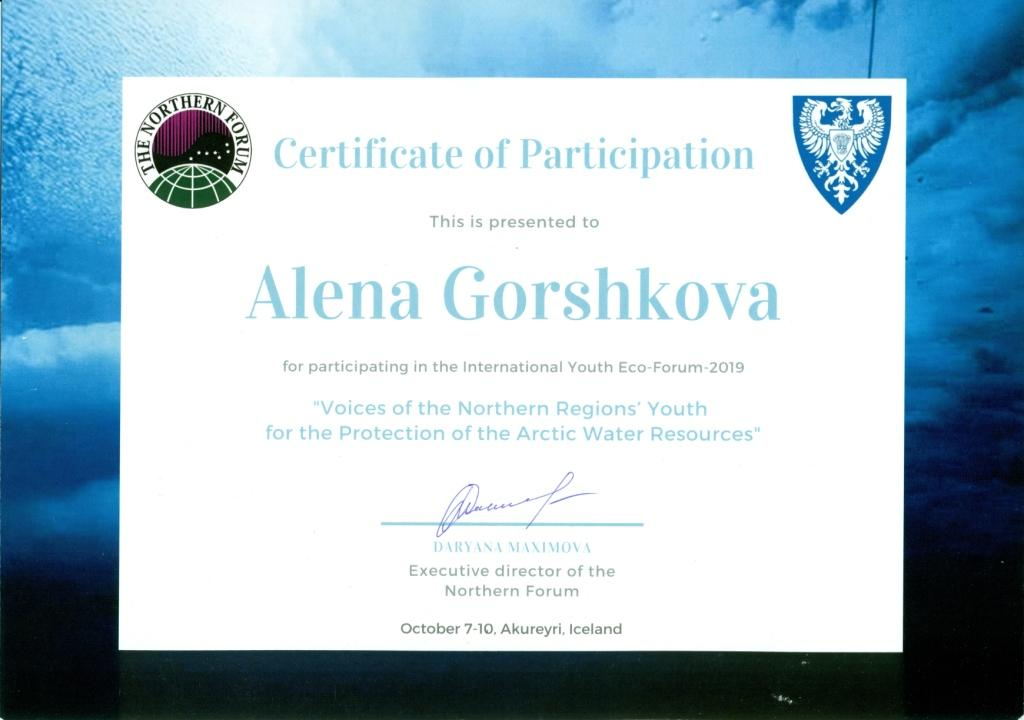 THE NORTHERN FORUM
Certificate of Participation
This is presented to
Alena Gorshkova
for participating in the International Youth Eco-Forum-2019
"Voices of the Northern Regions' Youth
for the Protection of the Arctic Water Resources"
DARYANA MAXIMOVA
Executive director of the
Northern Forum
October 7-10, Akureyri, Iceland